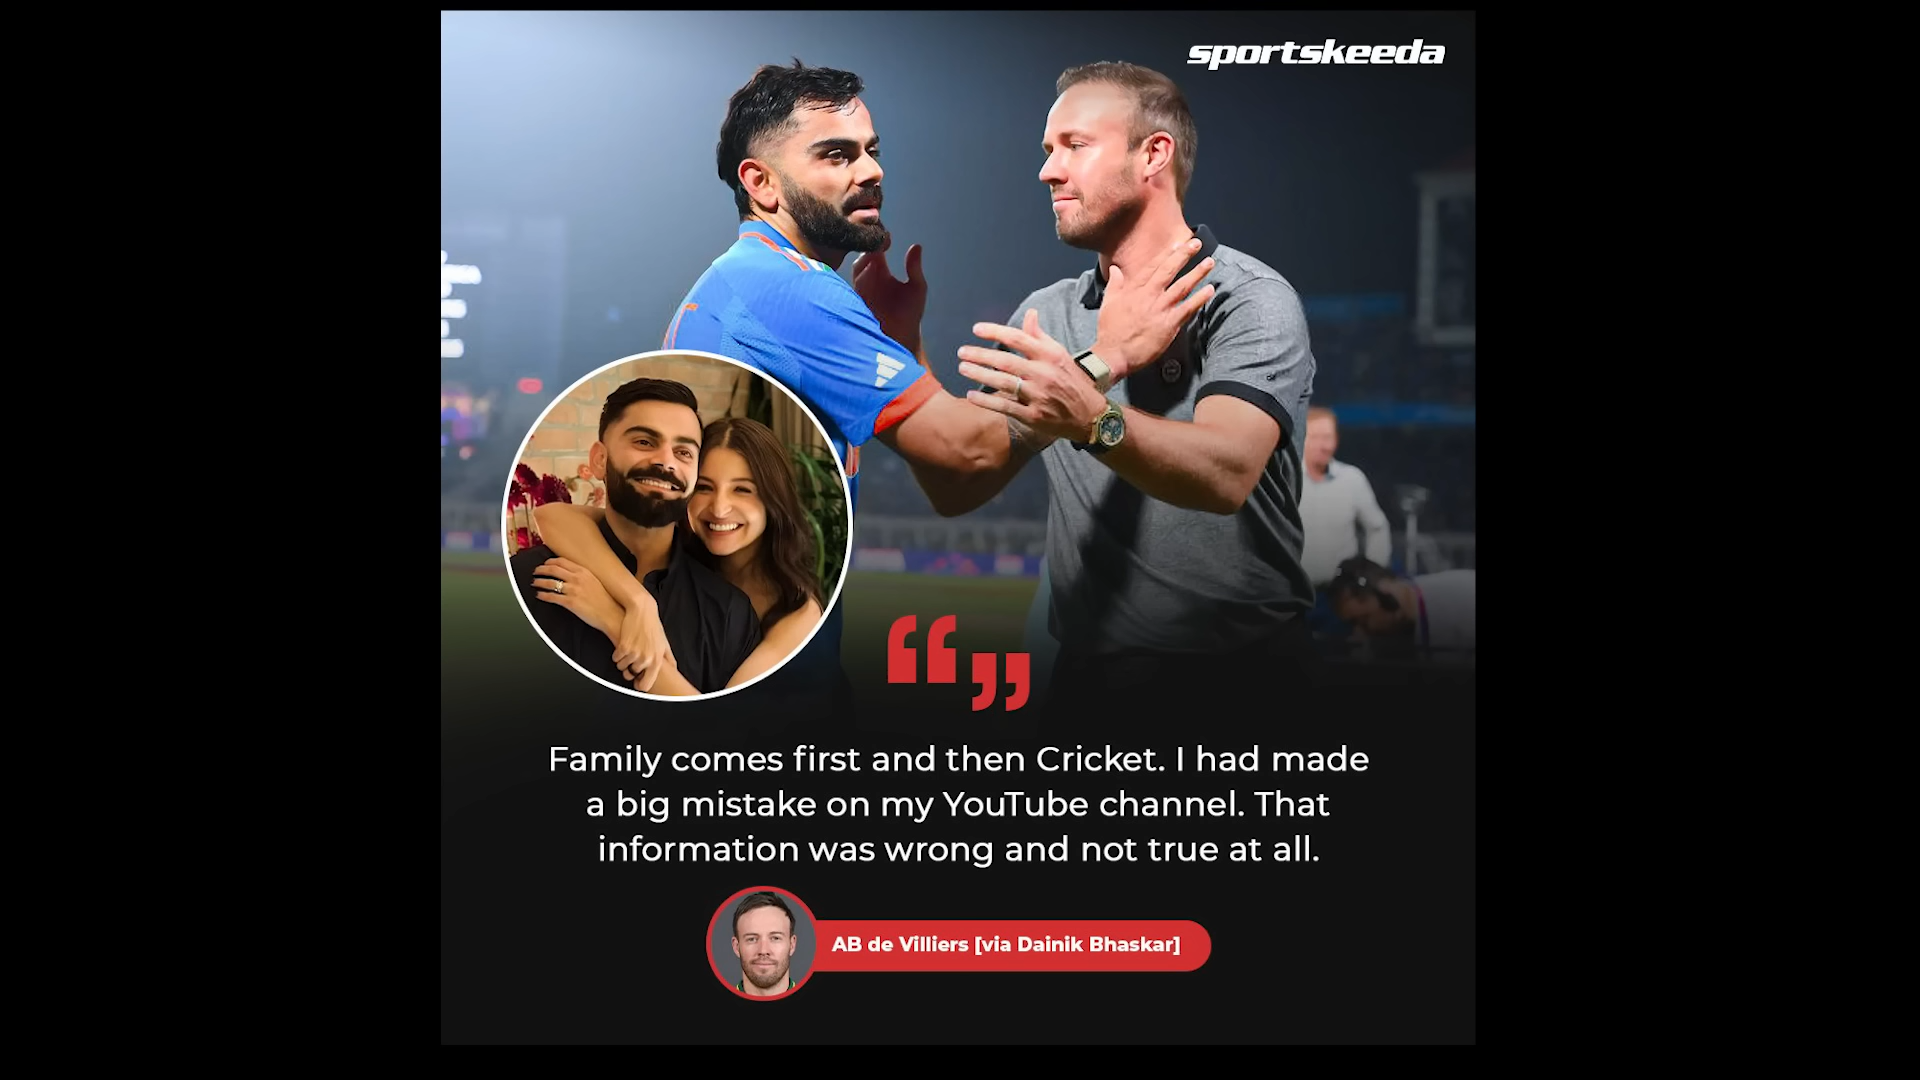 sportskeeda
Family comes first and then Cricket. I had made
a big mistake on my YouTube channel. That
information was wrong and not true at all.
AB de Villiers [via Dainik Bhaskar]